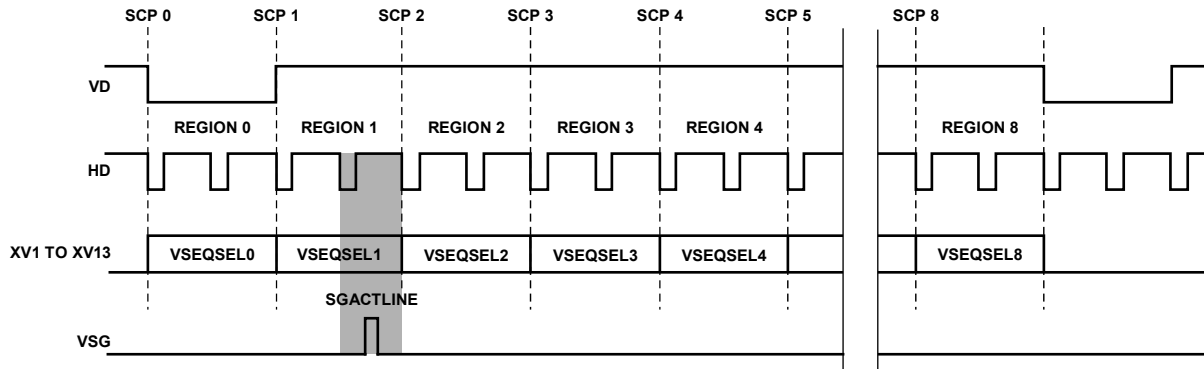 SCP 0 SCP 1 SCP 2 SCP 3 SCP 4 SCP 5 SCP 8
VD
REGION 0 REGION 1 REGION 2 REGION 3 REGION 4 REGION 8
HD
XV1 TO XV13 VSEQSEL0 VSEQSEL1 VSEQSEL2 VSEQSEL3 VSEQSEL4 VSEQSEL8
SGACTLINE
VSG